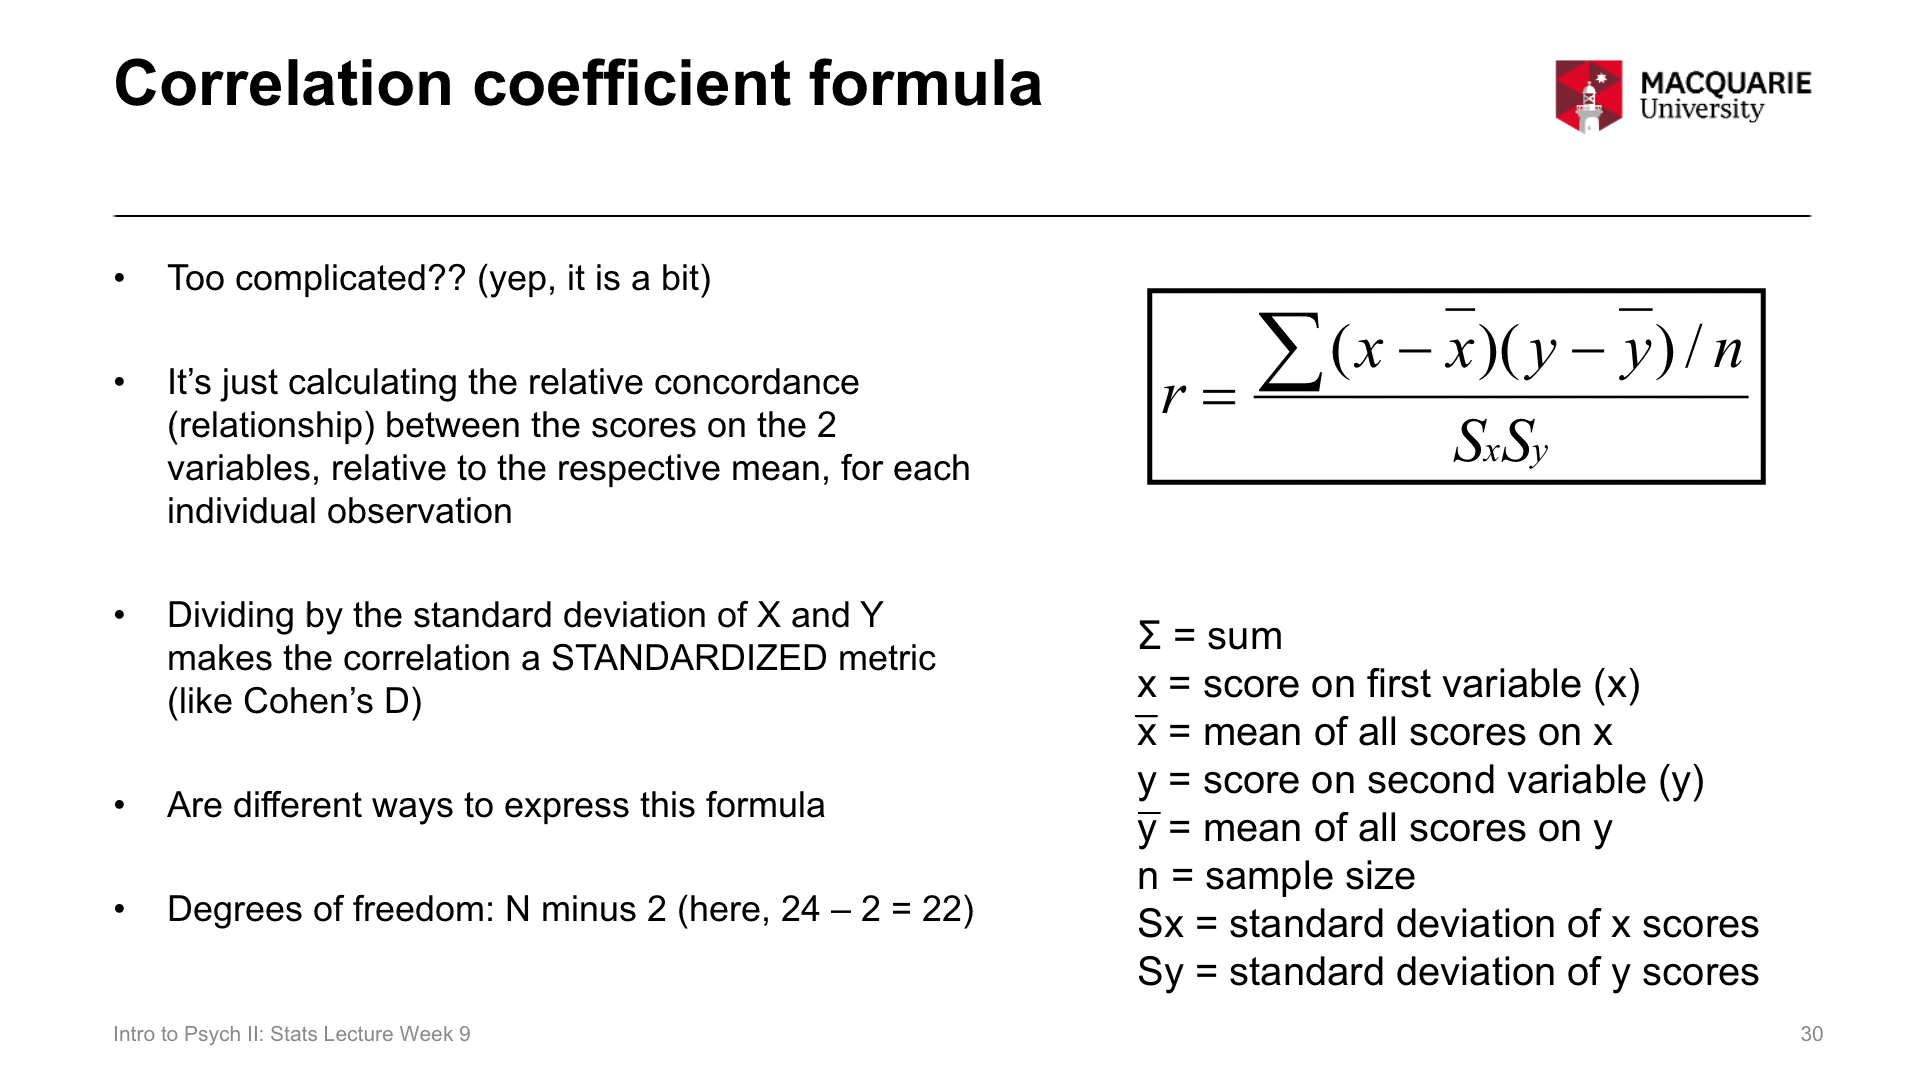 Correlation coefficient formula
MACQUARIE
University
• Too complicated?? (yep, it is a bit)
• It’s just calculating the relative concordance
(relationship) between the scores on the 2
variables, relative to the respective mean, for each
individual observation
• Dividing by the standard deviation of X and Y
makes the correlation a STANDARDIZED metric
(like Cohen’s D)
• Are different ways to express this formula
• Degrees of freedom: N minus 2 (here, 24 – 2 = 22)
r = ∑(x − x̅)(y − y̅) / n
SxSy
Σ = sum
x = score on first variable (x)
x̅ = mean of all scores on x
y = score on second variable (y)
y̅ = mean of all scores on y
n = sample size
Sx = standard deviation of x scores
Sy = standard deviation of y scores
Intro to Psych II: Stats Lecture Week 9
30